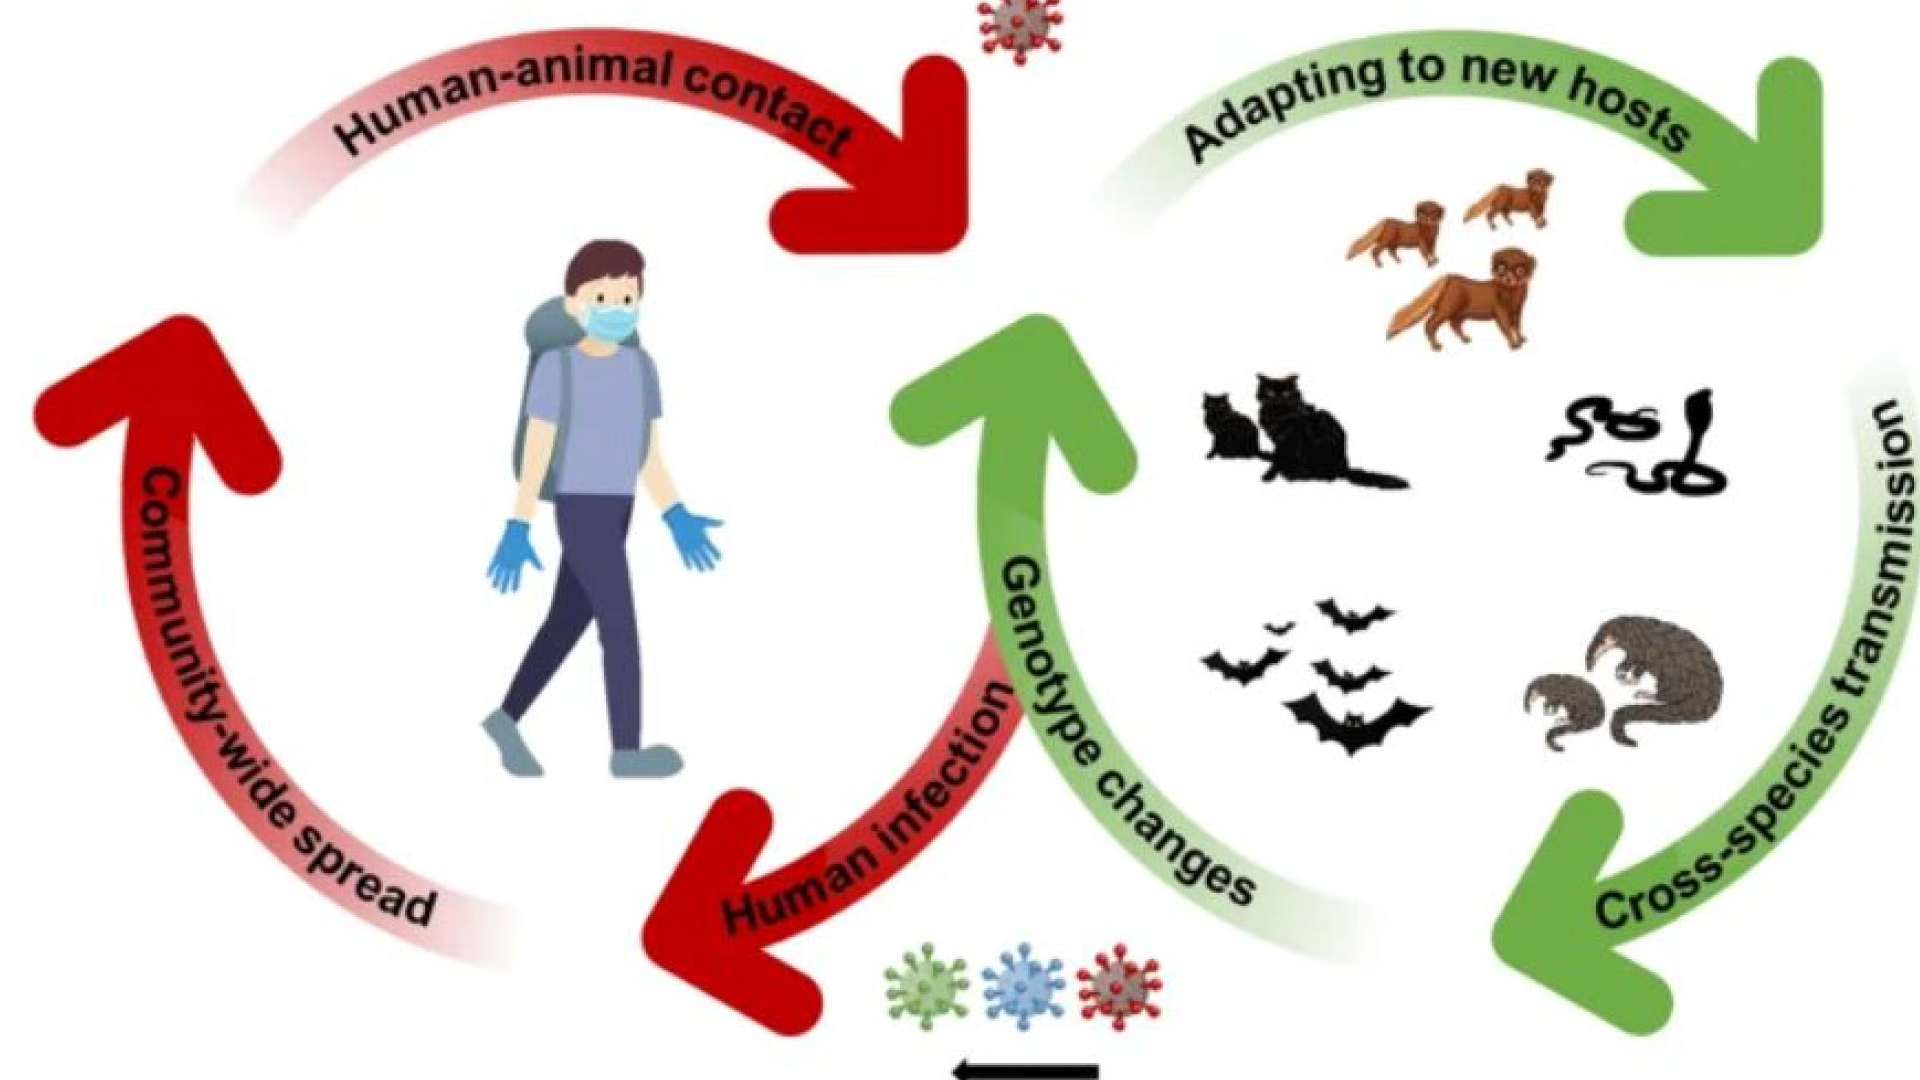 Human-animal contact
Adapting to new hosts
Community-wide spread
Human infection
Genotype changes
Cross-species transmission